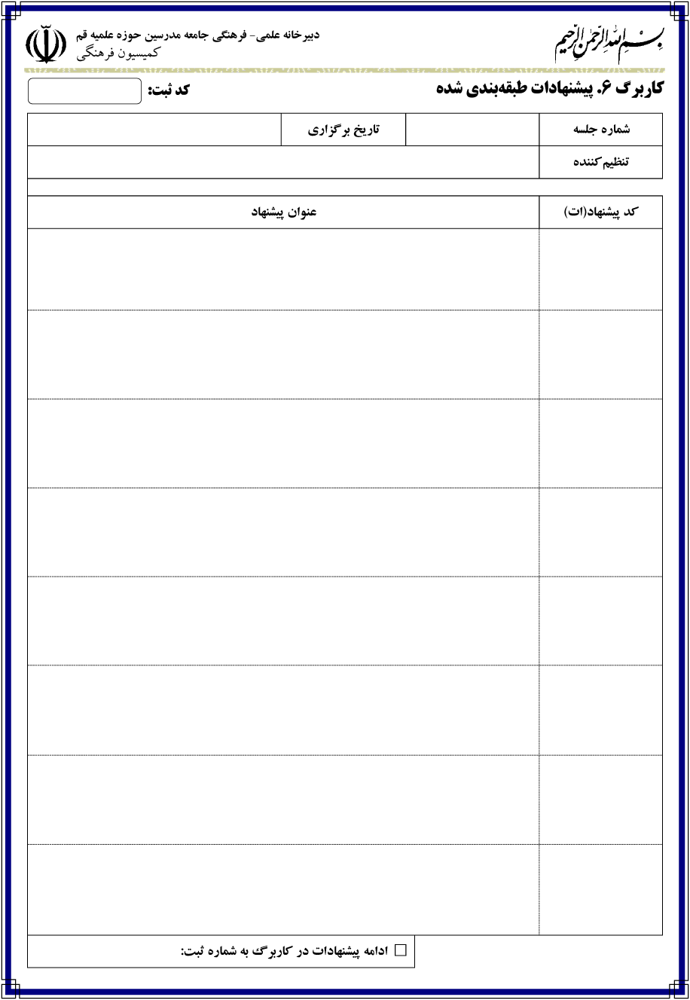 بسم الله الرحمن الرحیم
دبیرخانه علمی- فرهنگی جامعه مدرسین حوزه علمیه قم
کمیسیون فرهنگی
کاربرگ ۶. پیشنهادات طبقه‌بندی شده
کد ثبت:
شماره جلسه
تاریخ برگزاری
تنظیم‌کننده
کد پیشنهاد(ات)
عنوان پیشنهاد
ادامه پیشنهادات در کاربرگ به شماره ثبت: